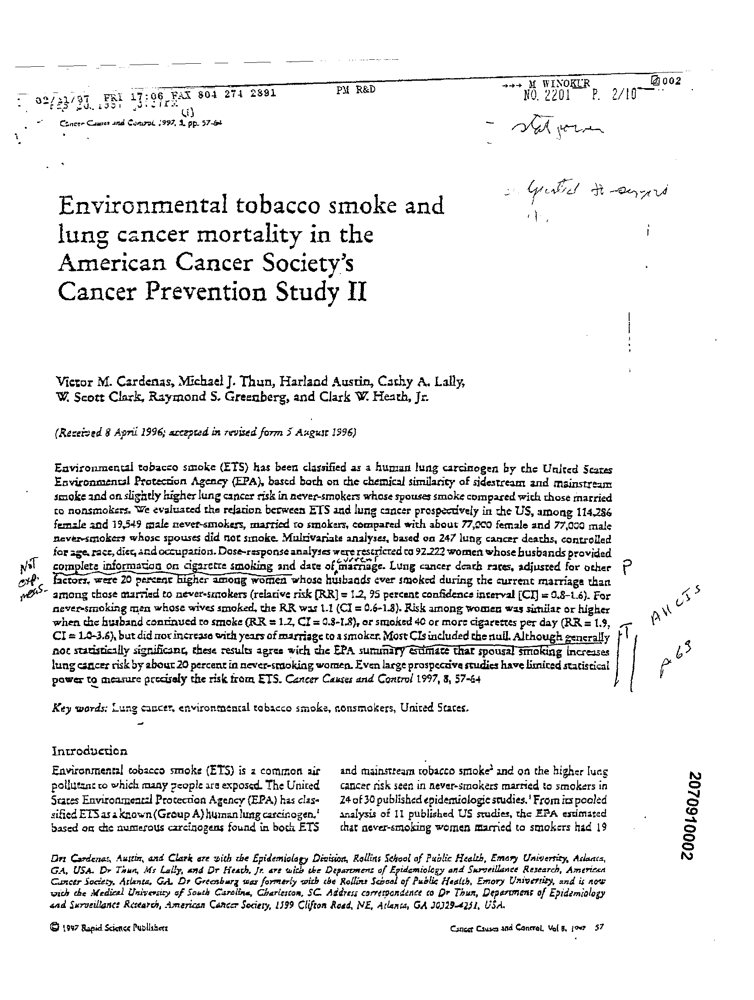 02/21/97 FRI 17:06 FAX 804 274 2891 PM R&D →→→ M WINOKUR 002
NO. 2201 P. 2/10
(i)
Cancer Causes and Control, 1997, 8, pp. 57-64
stat power
Environmental tobacco smoke and
lung cancer mortality in the
American Cancer Society's
Cancer Prevention Study II
Victor M. Cardenas, Michael J. Thun, Harland Austin, Cathy A. Lally,
W. Scott Clark, Raymond S. Greenberg, and Clark W. Heath, Jr.
(Received 8 April 1996; accepted in revised form 5 August 1996)
Environmental tobacco smoke (ETS) has been classified as a human lung carcinogen by the United States
Environmental Protection Agency (EPA), based both on the chemical similarity of sidestream and mainstream
smoke and on slightly higher lung cancer risk in never-smokers whose spouses smoke compared with those married
to nonsmokers. We evaluated the relation between ETS and lung cancer prospectively in the US, among 114,286
female and 19,549 male never-smokers, married to smokers, compared with about 77,000 female and 77,000 male
never-smokers whose spouses did not smoke. Multivariate analyses, based on 247 lung cancer deaths, controlled
for age, race, diet, and occupation. Dose-response analyses were restricted to 92,222 women whose husbands provided
complete information on cigarette smoking and date of marriage. Lung cancer death rates, adjusted for other
factors, were 20 percent higher among women whose husbands ever smoked during the current marriage than
among those married to never-smokers (relative risk [RR] = 1.2, 95 percent confidence interval [CI] = 0.8-1.6). For
never-smoking men whose wives smoked, the RR was 1.1 (CI = 0.6-1.8). Risk among women was similar or higher
when the husband continued to smoke (RR = 1.2, CI = 0.8-1.8), or smoked 40 or more cigarettes per day (RR = 1.9,
CI = 1.0-3.6), but did not increase with years of marriage to a smoker. Most CIs included the null. Although generally
not statistically significant, these results agree with the EPA summary estimate that spousal smoking increases
lung cancer risk by about 20 percent in never-smoking women. Even large prospective studies have limited statistical
power to measure precisely the risk from ETS. Cancer Causes and Control 1997, 8, 57-64
Not
exp.
P
All CIs
P 63
Key words: Lung cancer, environmental tobacco smoke, nonsmokers, United States.
Introduction
Environmental tobacco smoke (ETS) is a common air
pollutant to which many people are exposed. The United
States Environmental Protection Agency (EPA) has clas-
sified ETS as a known (Group A) human lung carcinogen,¹
based on the numerous carcinogens found in both ETS
and mainstream tobacco smoke² and on the higher lung
cancer risk seen in never-smokers married to smokers in
24 of 30 published epidemiologic studies.¹ From its pooled
analysis of 11 published US studies, the EPA estimated
that never-smoking women married to smokers had 19
2070910002
Drs Cardenas, Austin, and Clark are with the Epidemiology Division, Rollins School of Public Health, Emory University, Atlanta,
GA, USA. Dr Thun, Ms Lally, and Dr Heath, Jr. are with the Department of Epidemiology and Surveillance Research, American
Cancer Society, Atlanta, GA. Dr Greenburg was formerly with the Rollins School of Public Health, Emory University, and is now
with the Medical University of South Carolina, Charleston, SC. Address correspondence to Dr Thun, Department of Epidemiology
and Surveillance Research, American Cancer Society, 1599 Clifton Road, NE, Atlanta, GA 30329-4251, USA.
© 1997 Rapid Science Publishers
Cancer Causes and Control. Vol 8. 1997 57